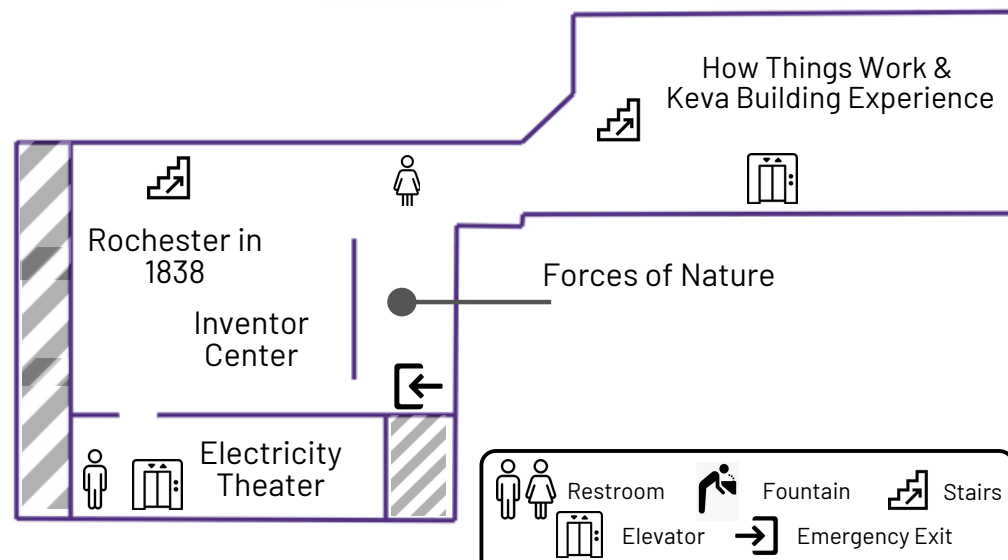 How Things Work &
Keva Building Experience
Rochester in
1838
Forces of Nature
Inventor
Center
Electricity
Theater
Restroom
Fountain
Stairs
Elevator
Emergency Exit